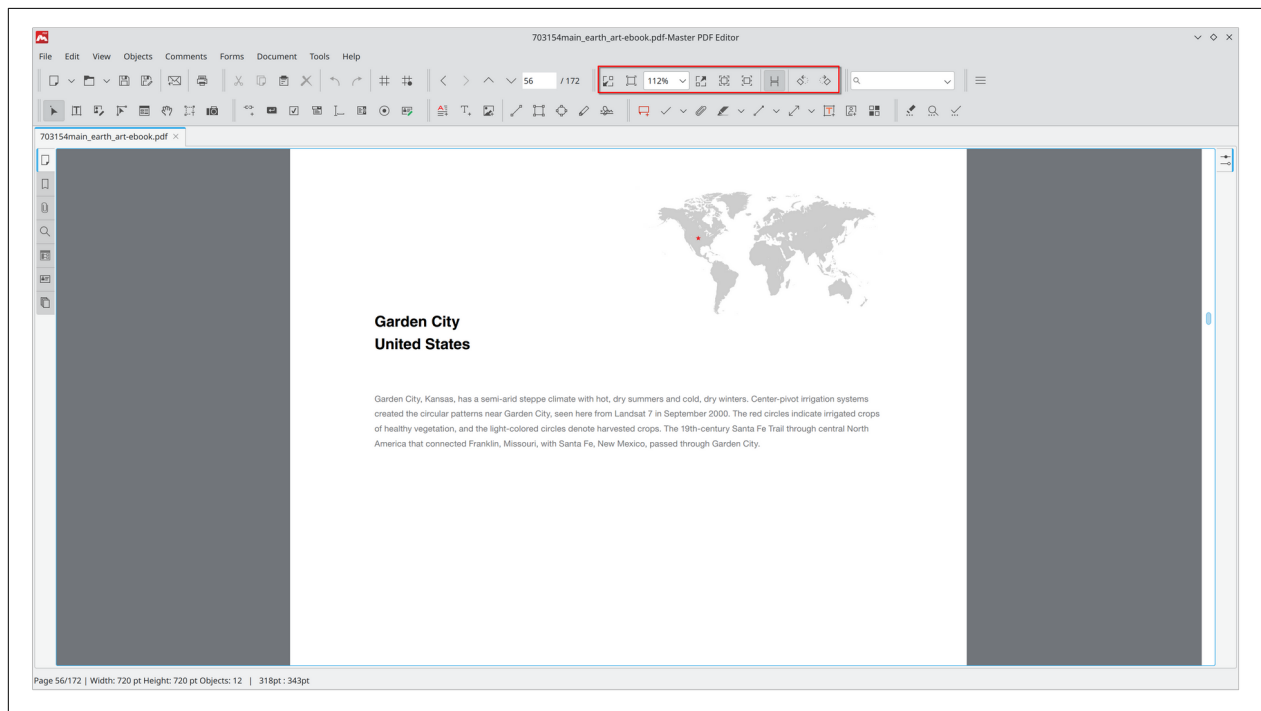 703154main_earth_art-ebook.pdf-Master PDF Editor
File Edit View Objects Comments Forms Document Tools Help
56 / 172 112%
703154main_earth_art-ebook.pdf
Garden City
United States
Garden City, Kansas, has a semi-arid steppe climate with hot, dry summers and cold, dry winters. Center-pivot irrigation systems
created the circular patterns near Garden City, seen here from Landsat 7 in September 2000. The red circles indicate irrigated crops
of healthy vegetation, and the light-colored circles denote harvested crops. The 19th-century Santa Fe Trail through central North
America that connected Franklin, Missouri, with Santa Fe, New Mexico, passed through Garden City.
Page 56/172 | Width: 720 pt Height: 720 pt Objects: 12 | 318pt : 343pt